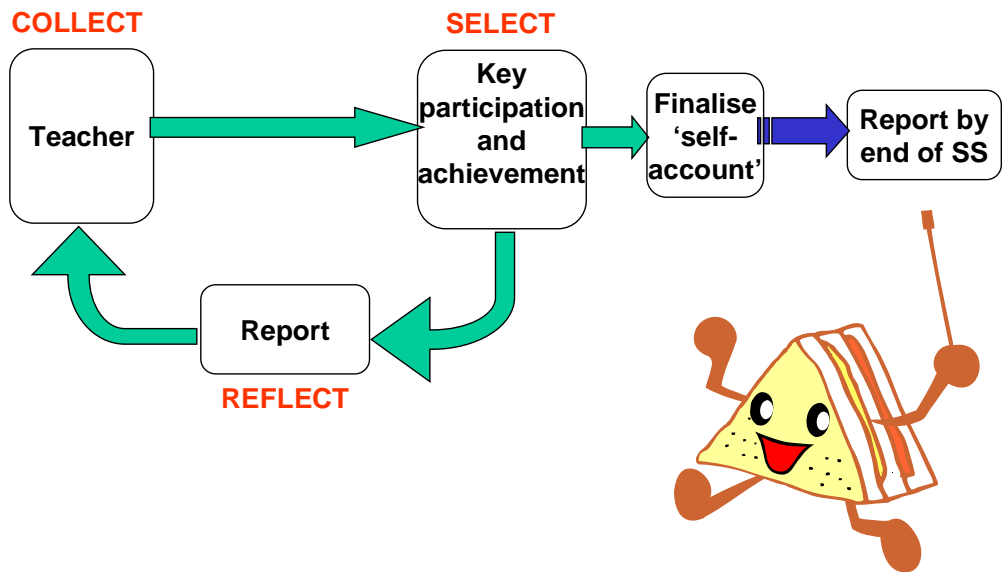 COLLECT
SELECT
Teacher
Key
participation
and
achievement
Finalise
‘self-
account’
Report by
end of SS
Report
REFLECT